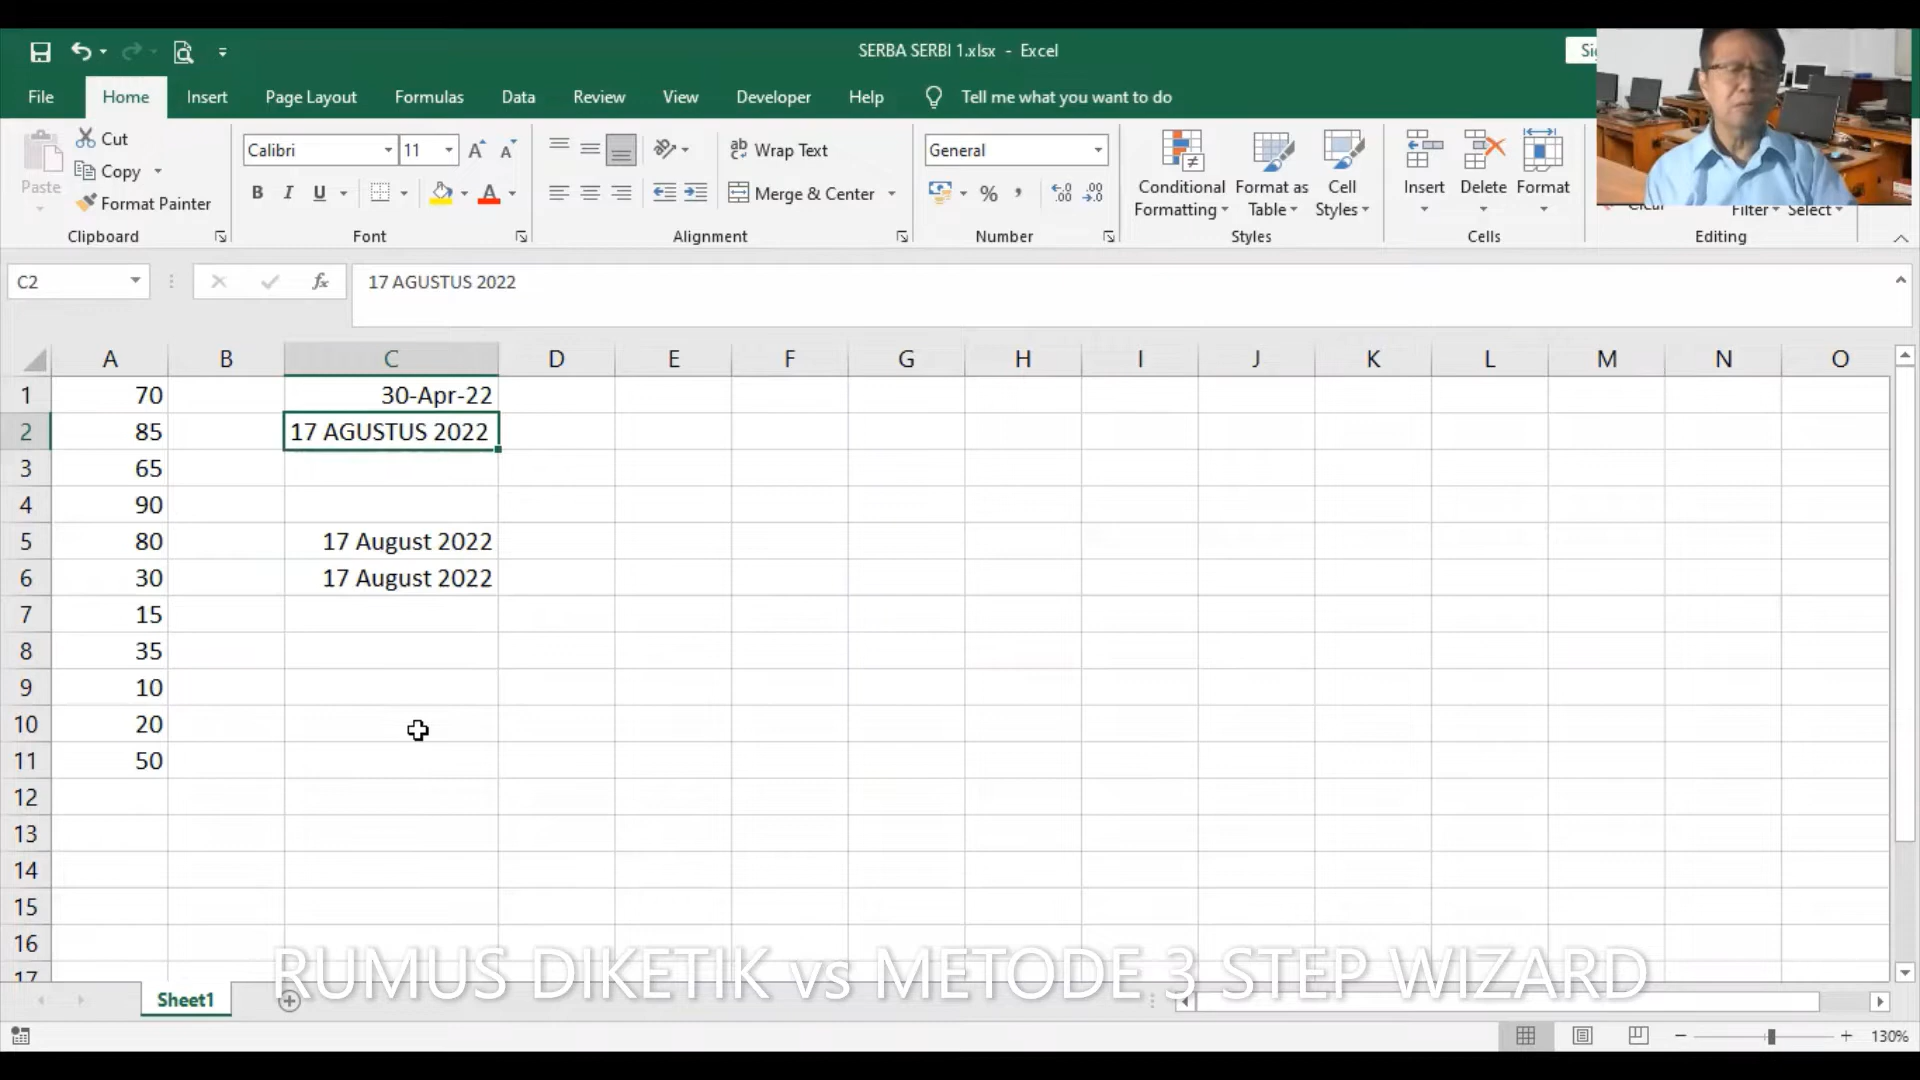 SERBA SERBI 1.xlsx - Excel
File Home Insert Page Layout Formulas Data Review View Developer Help Tell me what you want to do
Cut
Copy
Format Painter
Paste
Clipboard
Calibri 11
B I U A
Font
Wrap Text
Merge & Center
Alignment
General
% ,
Number
Conditional Formatting
Format as Table
Cell Styles
Styles
Insert
Delete
Format
Cells
Clear
Filter Select
Editing
C2 fx 17 AGUSTUS 2022
A B C D E F G H I J K L M N O
1 70 30-Apr-22
2 85 17 AGUSTUS 2022
3 65
4 90
5 80 17 August 2022
6 30 17 August 2022
7 15
8 35
9 10
10 20
11 50
12
13
14
15
16
17
RUMUS DIKETIK vs METODE 3 STEP WIZARD
Sheet1
130%